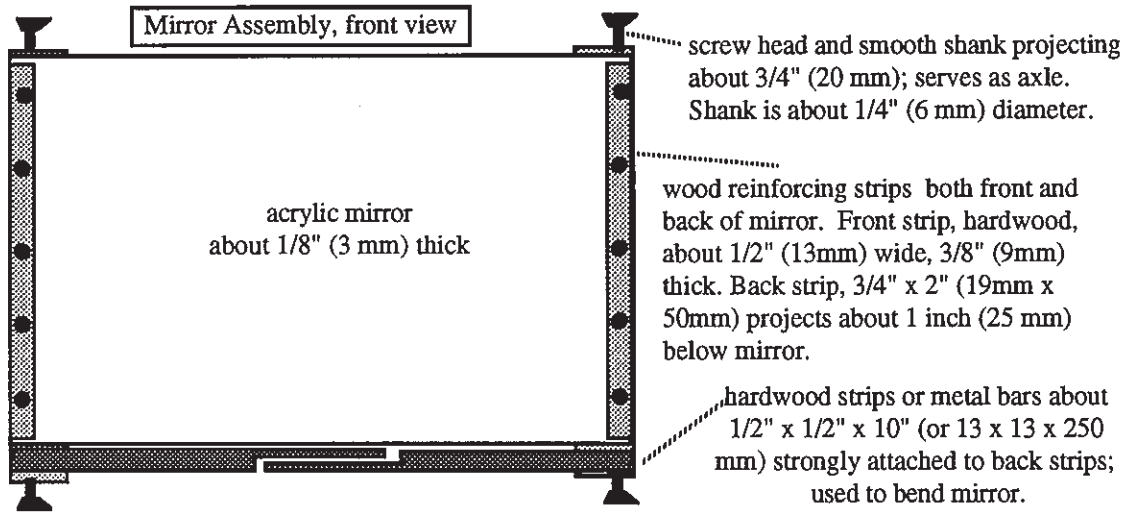 Mirror Assembly, front view
screw head and smooth shank projecting
about 3/4" (20 mm); serves as axle.
Shank is about 1/4" (6 mm) diameter.
acrylic mirror
about 1/8" (3 mm) thick
wood reinforcing strips both front and
back of mirror. Front strip, hardwood,
about 1/2" (13mm) wide, 3/8" (9mm)
thick. Back strip, 3/4" x 2" (19mm x
50mm) projects about 1 inch (25 mm)
below mirror.
hardwood strips or metal bars about
1/2" x 1/2" x 10" (or 13 x 13 x 250
mm) strongly attached to back strips;
used to bend mirror.